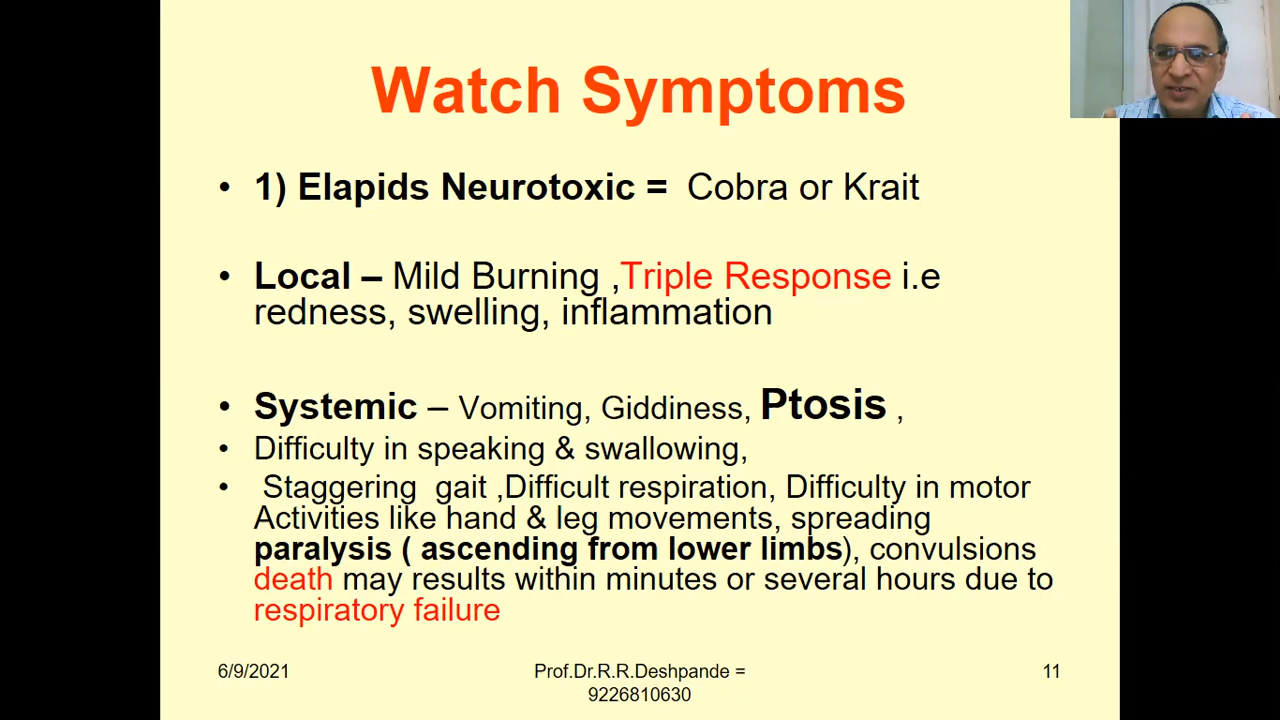 Watch Symptoms
• 1) Elapids Neurotoxic = Cobra or Krait
• Local – Mild Burning ,Triple Response i.e
redness, swelling, inflammation
• Systemic – Vomiting, Giddiness, Ptosis ,
• Difficulty in speaking & swallowing,
• Staggering gait ,Difficult respiration, Difficulty in motor
Activities like hand & leg movements, spreading
paralysis ( ascending from lower limbs), convulsions
death may results within minutes or several hours due to
respiratory failure
6/9/2021
Prof.Dr.R.R.Deshpande =
9226810630
11